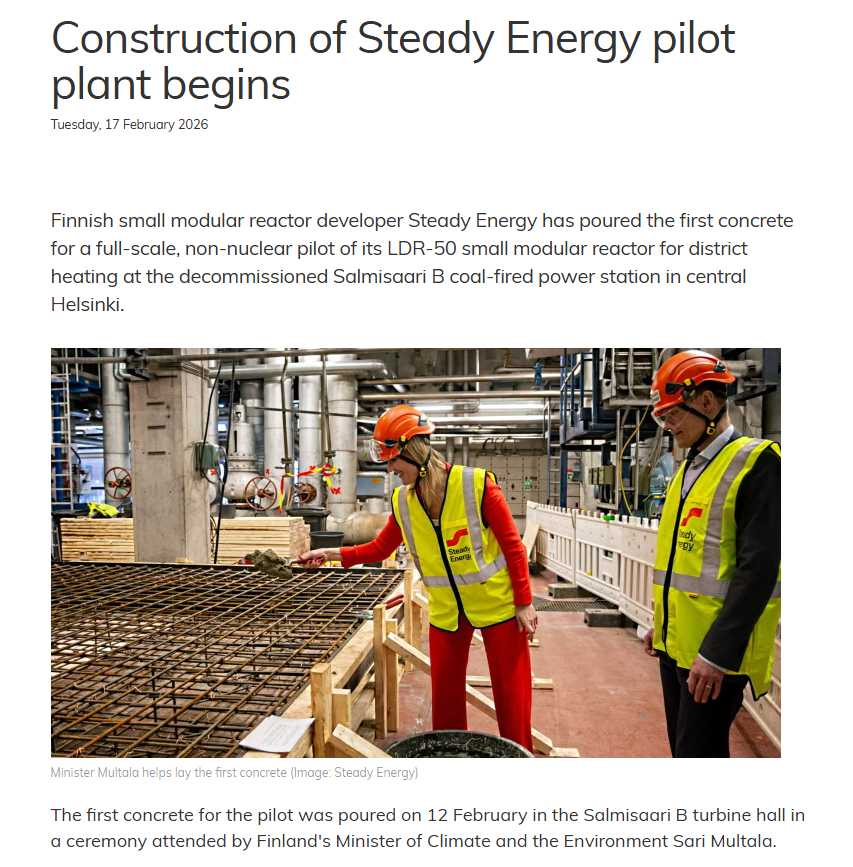 Construction of Steady Energy pilot
plant begins
Tuesday, 17 February 2026
Finnish small modular reactor developer Steady Energy has poured the first concrete
for a full-scale, non-nuclear pilot of its LDR-50 small modular reactor for district
heating at the decommissioned Salmisaari B coal-fired power station in central
Helsinki.
Steady
Energy
Minister Multala helps lay the first concrete (Image: Steady Energy)
The first concrete for the pilot was poured on 12 February in the Salmisaari B turbine hall in
a ceremony attended by Finland's Minister of Climate and the Environment Sari Multala.